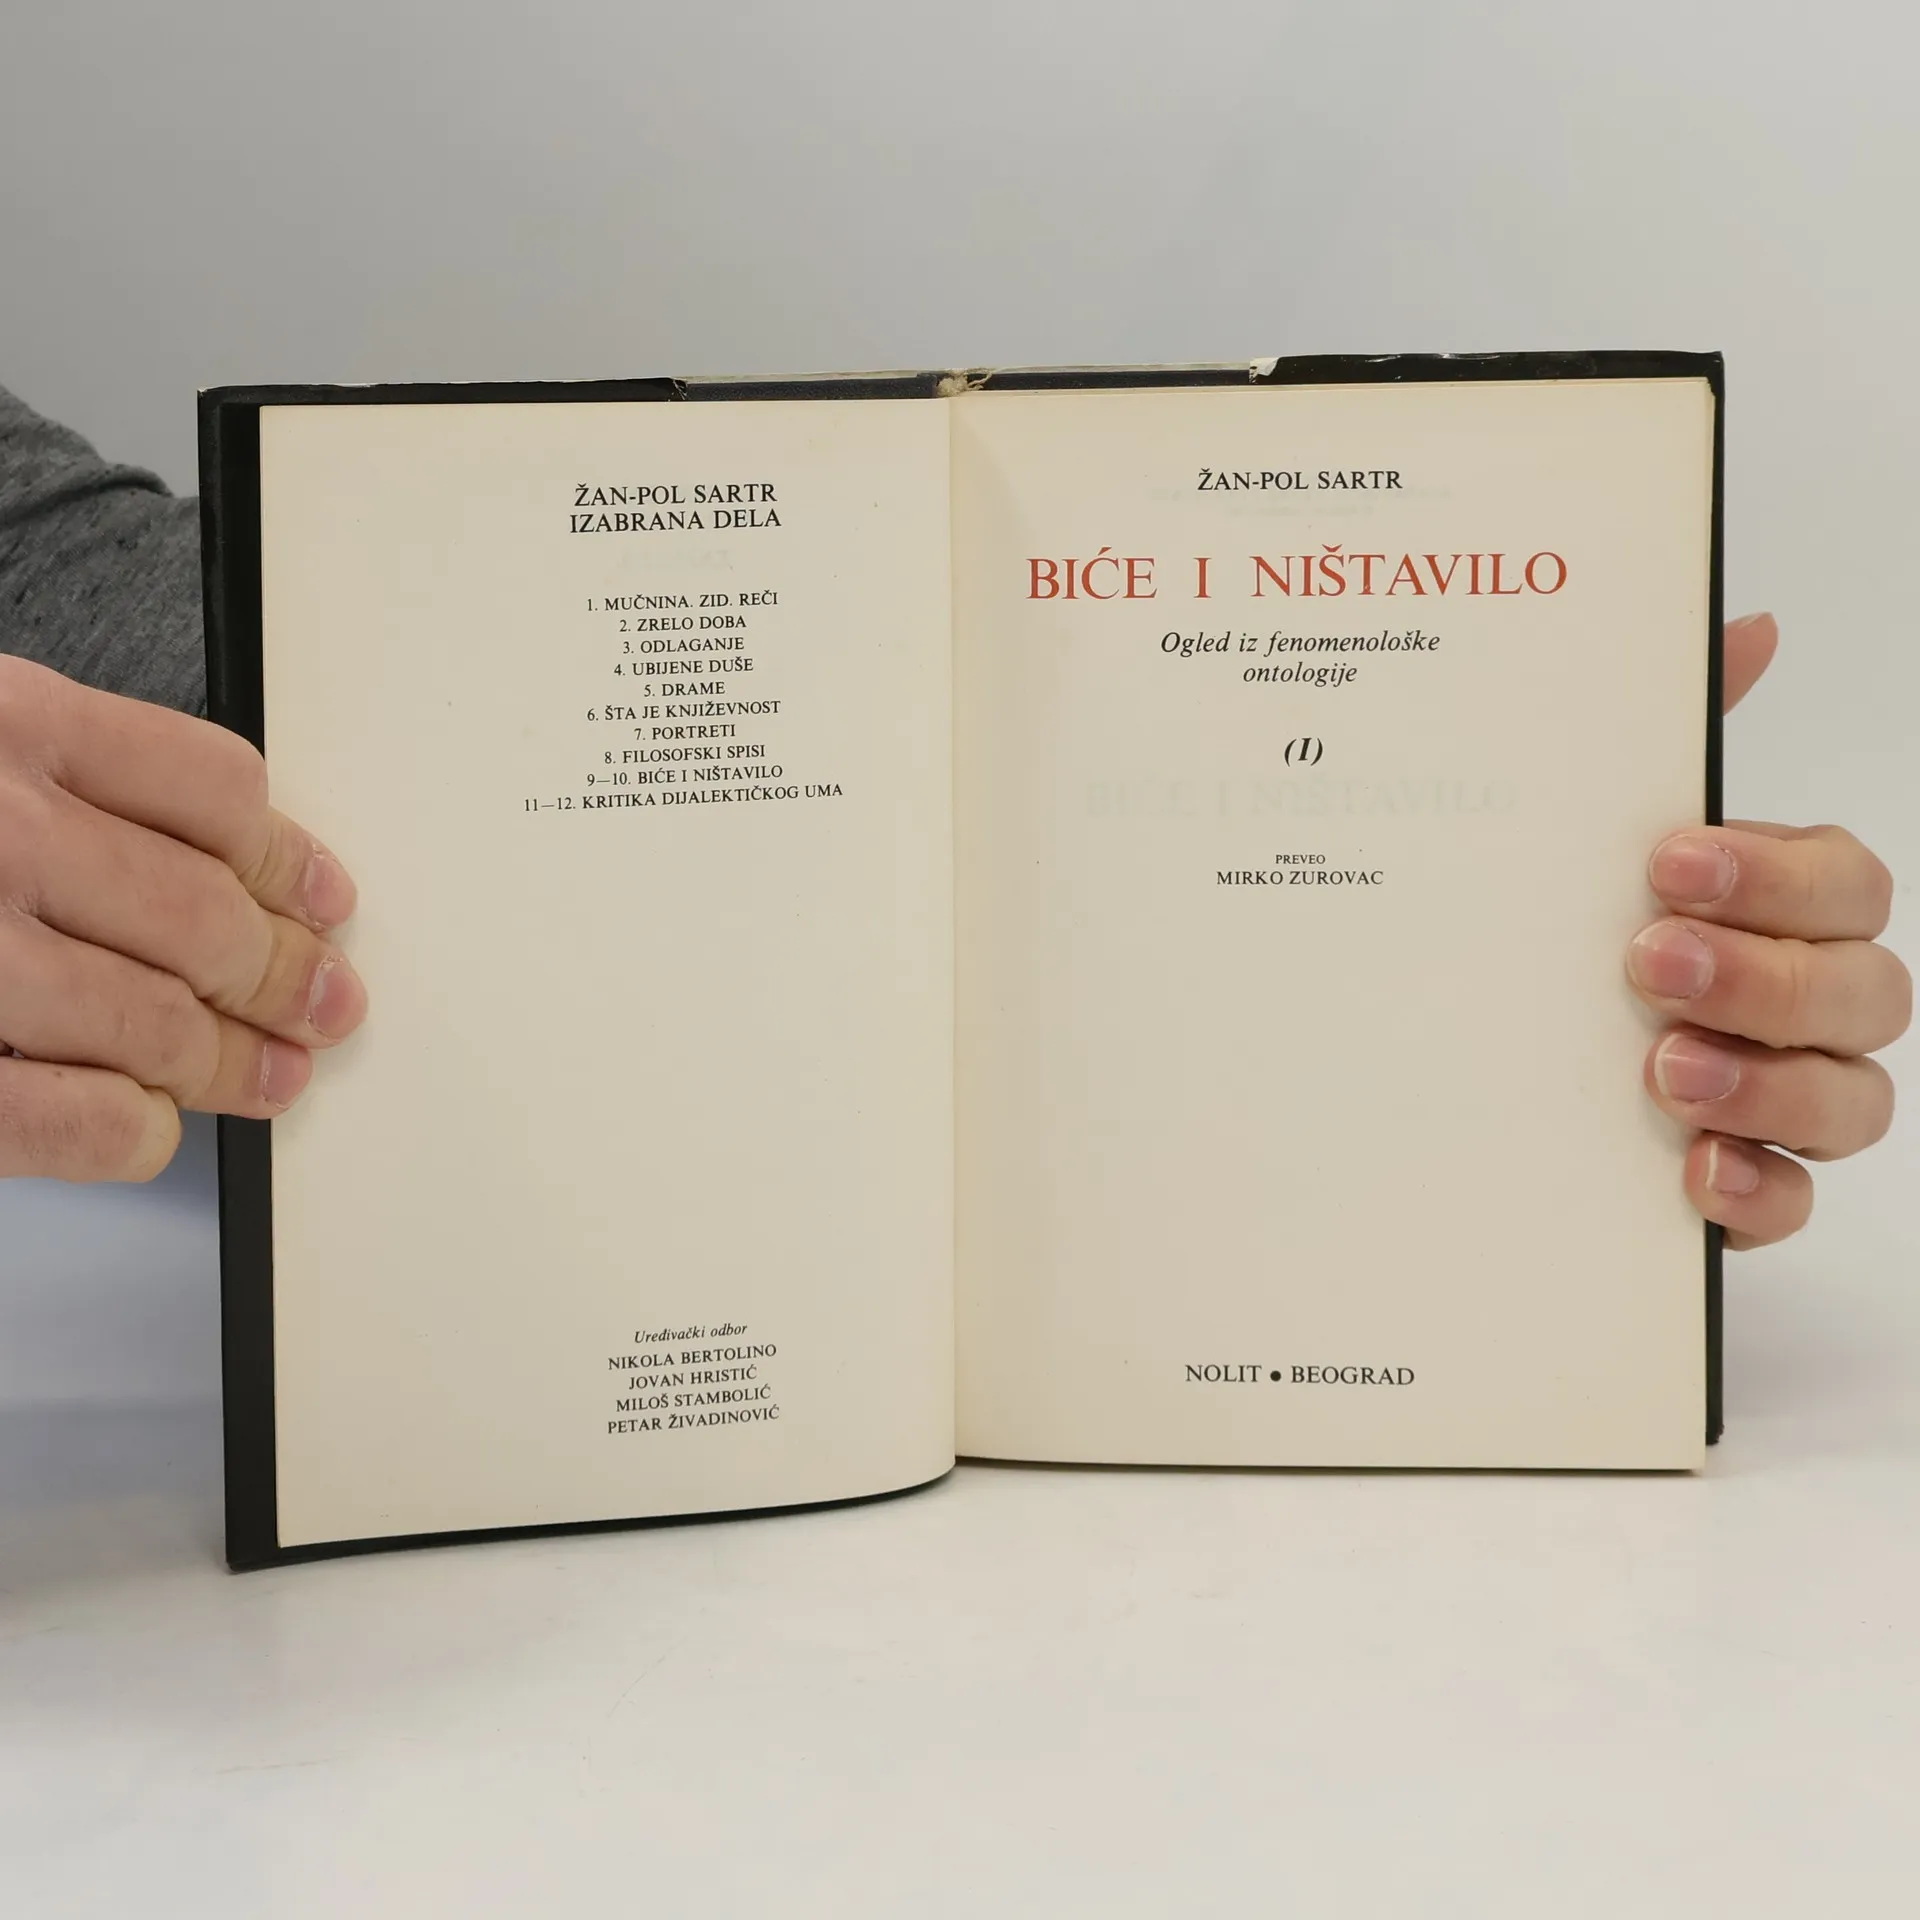 ŽAN-POL SARTR
IZABRANA DELA
1. MUČNINA. ZID. REČI
2. ZRELO DOBA
3. ODLAGANJE
4. UBIJENE DUŠE
5. DRAME
6. ŠTA JE KNJIŽEVNOST
7. PORTRETI
8. FILOSOFSKI SPISI
9—10. BIĆE I NIŠTAVILO
11—12. KRITIKA DIJALEKTIČKOG UMA
Uređivački odbor
NIKOLA BERTOLINO
JOVAN HRISTIĆ
MILOŠ STAMBOLIĆ
PETAR ŽIVADINOVIĆ
ŽAN-POL SARTR
BIĆE I NIŠTAVILO
Ogled iz fenomenološke
ontologije
(I)
PREVEO
MIRKO ZUROVAC
NOLIT • BEOGRAD